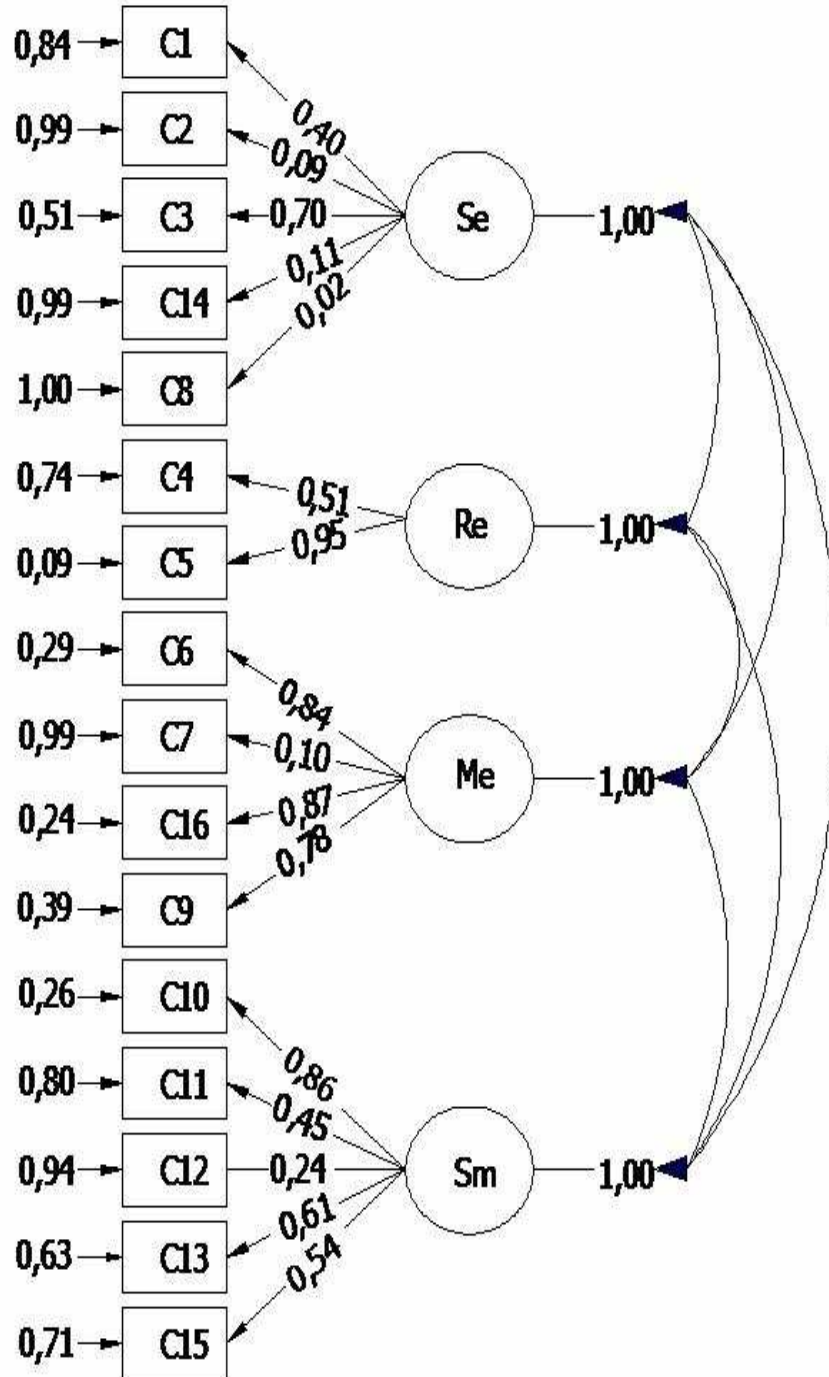 0,84 C1
0,40
0,99 C2
0,09
0,51 C3 0,70 Se 1,00
0,11
0,99 C14
0,02
1,00 C8
0,74 C4
0,51
Re 1,00
0,95
0,09 C5
0,29 C6
0,84
0,99 C7
0,10
Me 1,00
0,87
0,24 C16
0,78
0,39 C9
0,26 C10
0,86
0,80 C11
0,45
0,94 C12 0,24 Sm 1,00
0,61
0,63 C13
0,54
0,71 C15